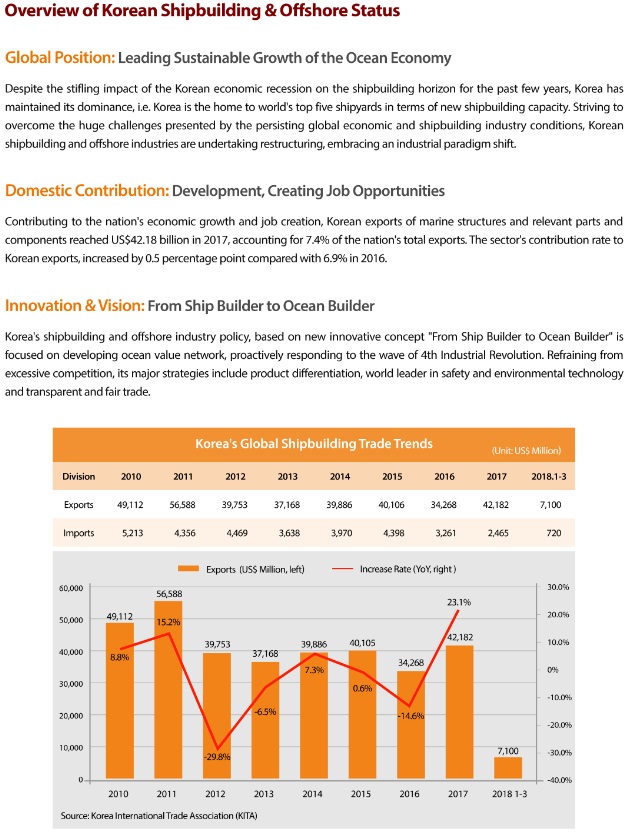 Overview of Korean Shipbuilding & Offshore Status
Global Position: Leading Sustainable Growth of the Ocean Economy
Despite the stifling impact of the Korean economic recession on the shipbuilding horizon for the past few years, Korea has
maintained its dominance, i.e. Korea is the home to world's top five shipyards in terms of new shipbuilding capacity. Striving to
overcome the huge challenges presented by the persisting global economic and shipbuilding industry conditions, Korean
shipbuilding and offshore industries are undertaking restructuring, embracing an industrial paradigm shift.
Domestic Contribution: Development, Creating Job Opportunities
Contributing to the nation's economic growth and job creation, Korean exports of marine structures and relevant parts and
components reached US$42.18 billion in 2017, accounting for 7.4% of the nation's total exports. The sector's contribution rate to
Korean exports, increased by 0.5 percentage point compared with 6.9% in 2016.
Innovation & Vision: From Ship Builder to Ocean Builder
Korea's shipbuilding and offshore industry policy, based on new innovative concept "From Ship Builder to Ocean Builder" is
focused on developing ocean value network, proactively responding to the wave of 4th Industrial Revolution. Refraining from
excessive competition, its major strategies include product differentiation, world leader in safety and environmental technology
and transparent and fair trade.
Korea's Global Shipbuilding Trade Trends (Unit: US$ Million)
Division 2010 2011 2012 2013 2014 2015 2016 2017 2018.1-3
Exports 49,112 56,588 39,753 37,168 39,886 40,106 34,268 42,182 7,100
Imports 5,213 4,356 4,469 3,638 3,970 4,398 3,261 2,465 720
Exports (US$ Million, left) Increase Rate (YoY, right )
60,000 56,588 30.0%
49,112 15.2% 23.1%
50,000 20.0%
40,000 39,753 37,168 39,886 40,105 34,268 42,182 10.0%
8.8% 7.3% 0.6%
30,000 0%
-6.5% -14.6% -10.0%
20,000 -20.0%
10,000 -29.8% 7,100 -30.0%
0 -40.0%
2010 2011 2012 2013 2014 2015 2016 2017 2018 1-3
Source: Korea International Trade Association (KITA)